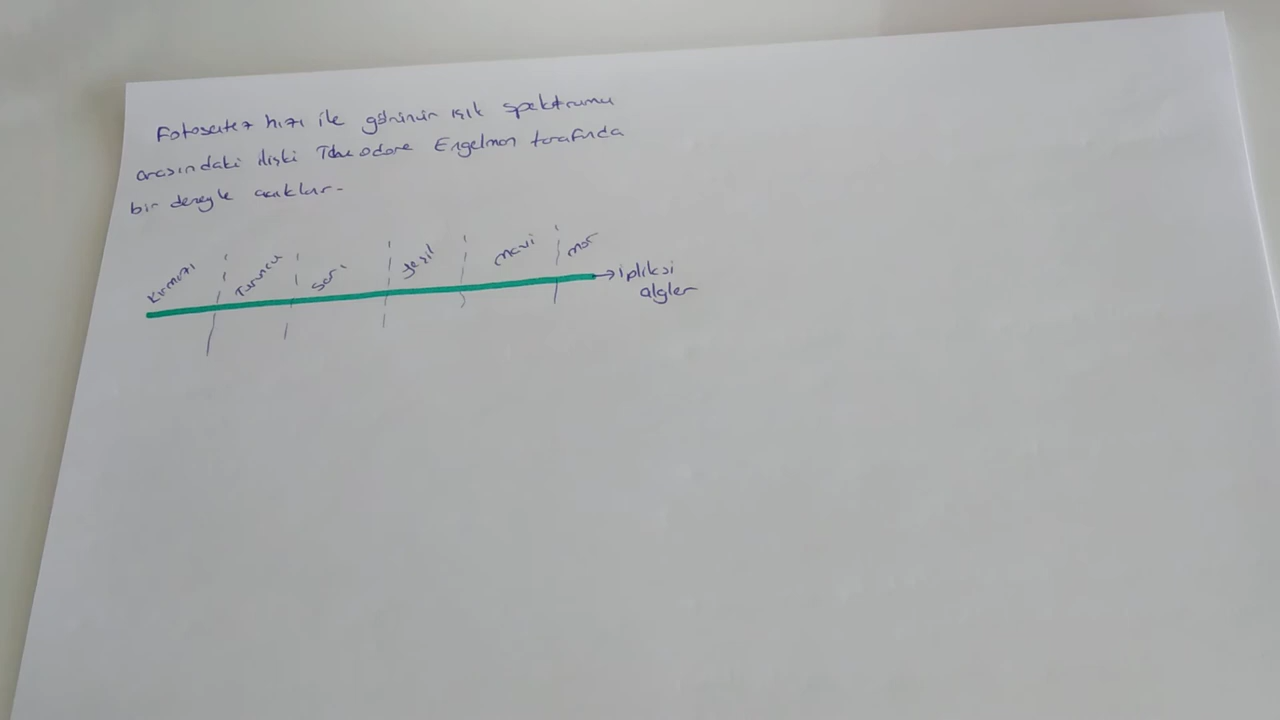 Fotosentez hızı ile görünür ışık spektrumu
arasındaki ilişki Theodore Engelman tarafında
bir deneyle açıklar.
Kırmızı Turuncu Sarı Yeşil mavi mor
ipliksi
algler